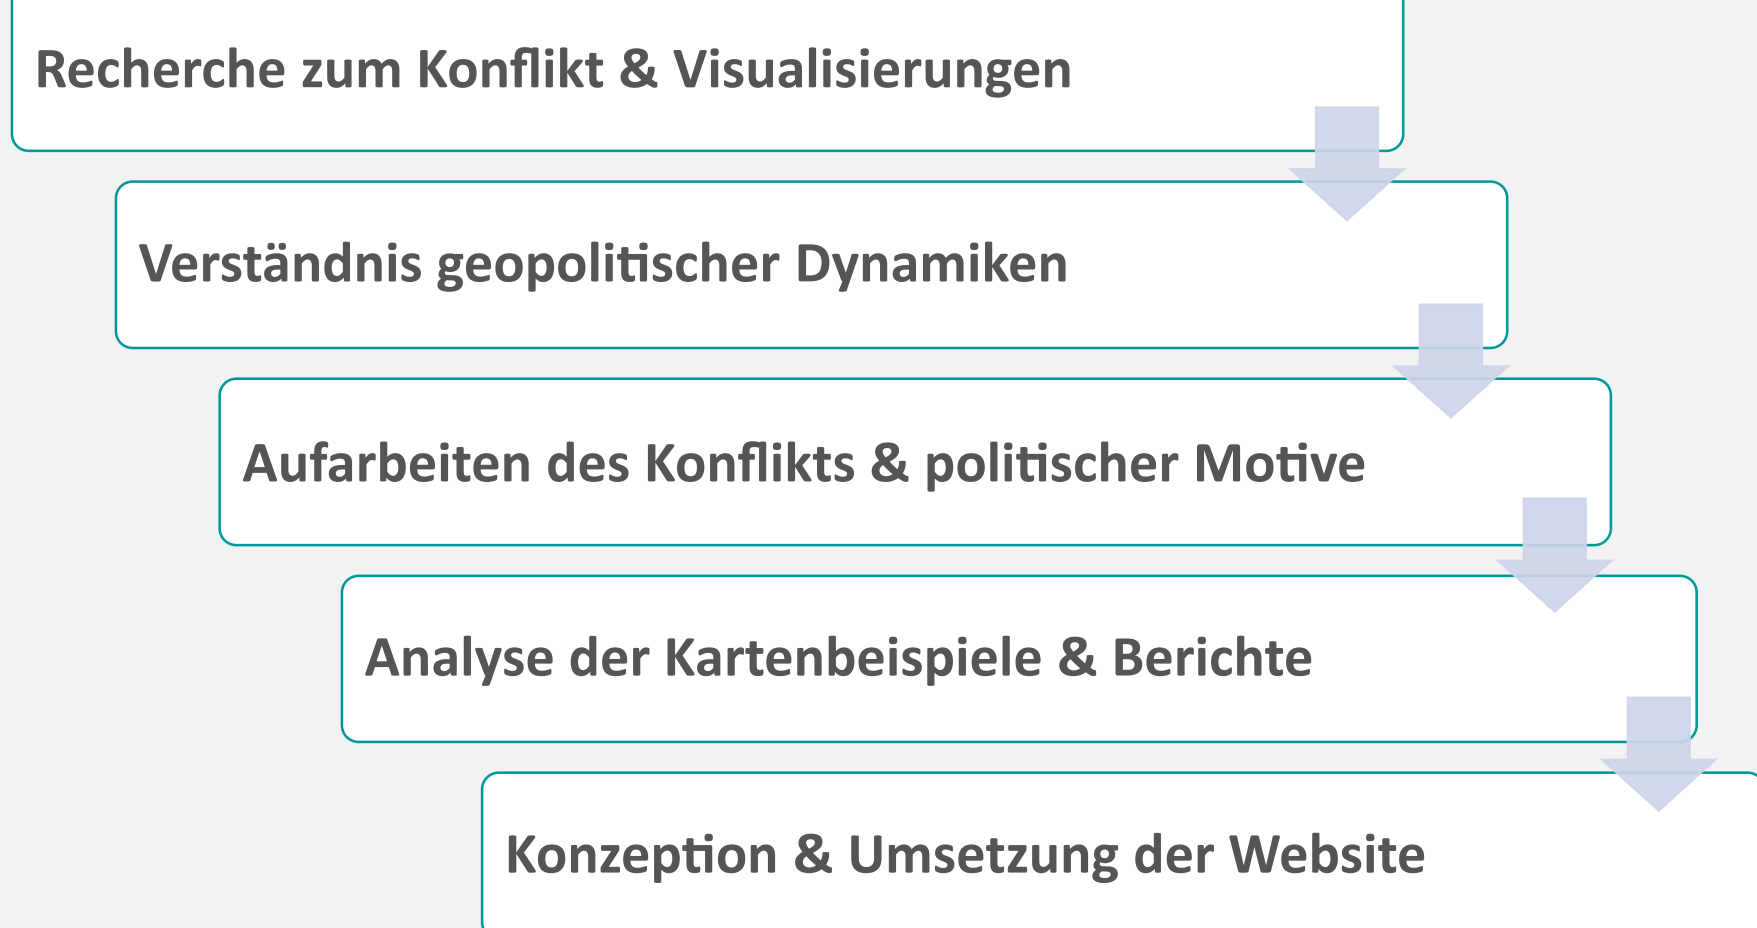 Recherche zum Konflikt & Visualisierungen
Verständnis geopolitischer Dynamiken
Aufarbeiten des Konflikts & politischer Motive
Analyse der Kartenbeispiele & Berichte
Konzeption & Umsetzung der Website